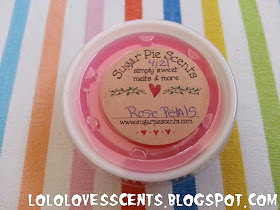 Sugar Pie Scents
4/21
simply sweet
melts & more
Rose Petals
www.sugarpiescents.com
LOLOLOVESSCENTS.BLOGSPOT.COM